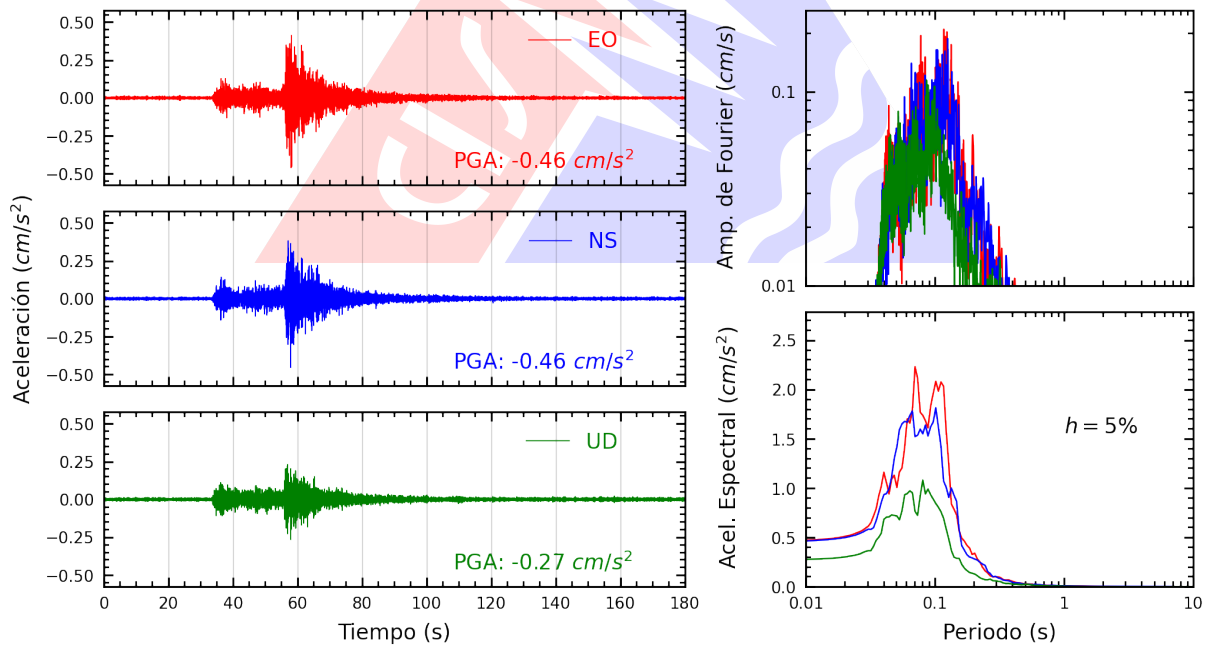 Aceleración (cm/s²)
0.50
0.25
0.00
−0.25
−0.50
EO
PGA: -0.46 cm/s²
0.50
0.25
0.00
−0.25
−0.50
NS
PGA: -0.46 cm/s²
0.50
0.25
0.00
−0.25
−0.50
UD
PGA: -0.27 cm/s²
0 20 40 60 80 100 120 140 160 180
Tiempo (s)
Amp. de Fourier (cm/s)
0.1
0.01
Acel. Espectral (cm/s²)
2.5
2.0
1.5
1.0
0.5
0.0
h = 5%
0.01 0.1 1 10
Periodo (s)